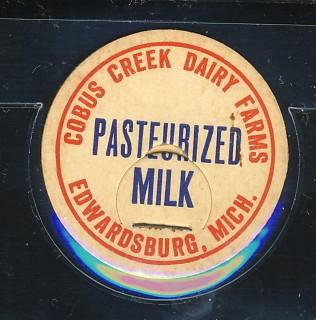 COBUS CREEK DAIRY FARMS
PASTEURIZED
MILK
EDWARDSBURG, MICH.